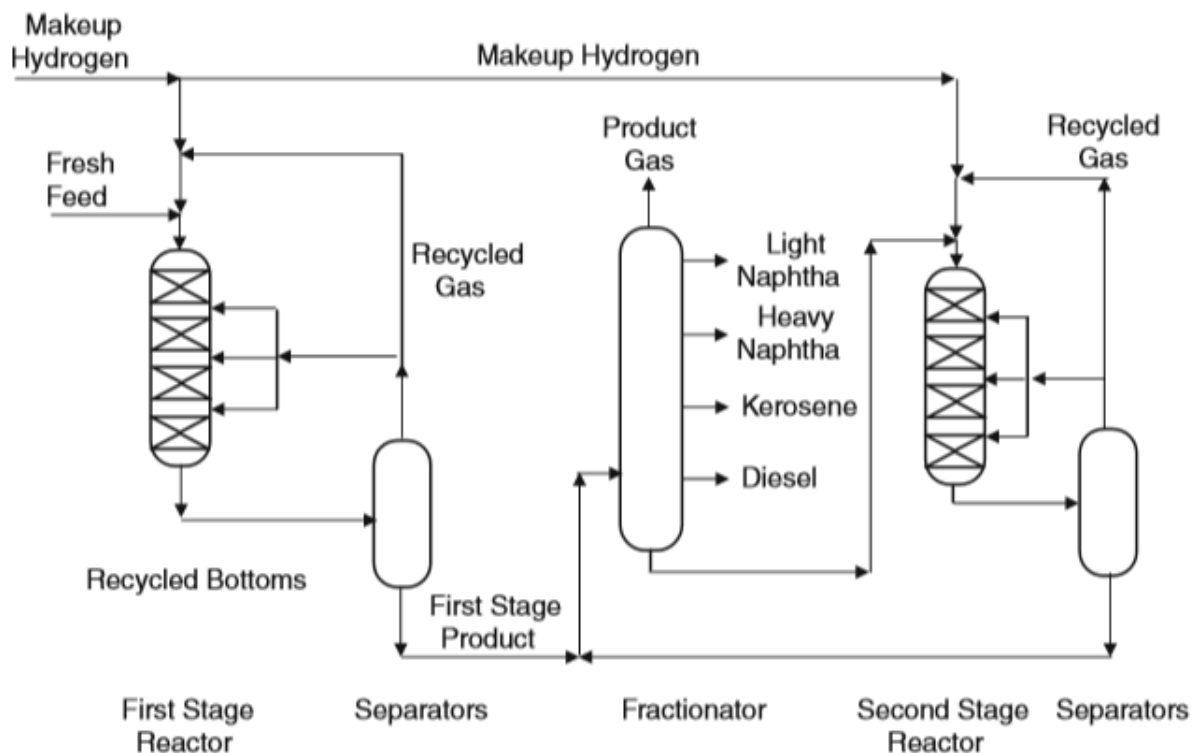 Makeup
Hydrogen
Makeup Hydrogen
Product
Gas
Recycled
Gas
Fresh
Feed
Recycled
Gas
Light
Naphtha
Heavy
Naphtha
Kerosene
Diesel
Recycled Bottoms
First Stage
Product
First Stage
Reactor
Separators
Fractionator
Second Stage
Reactor
Separators